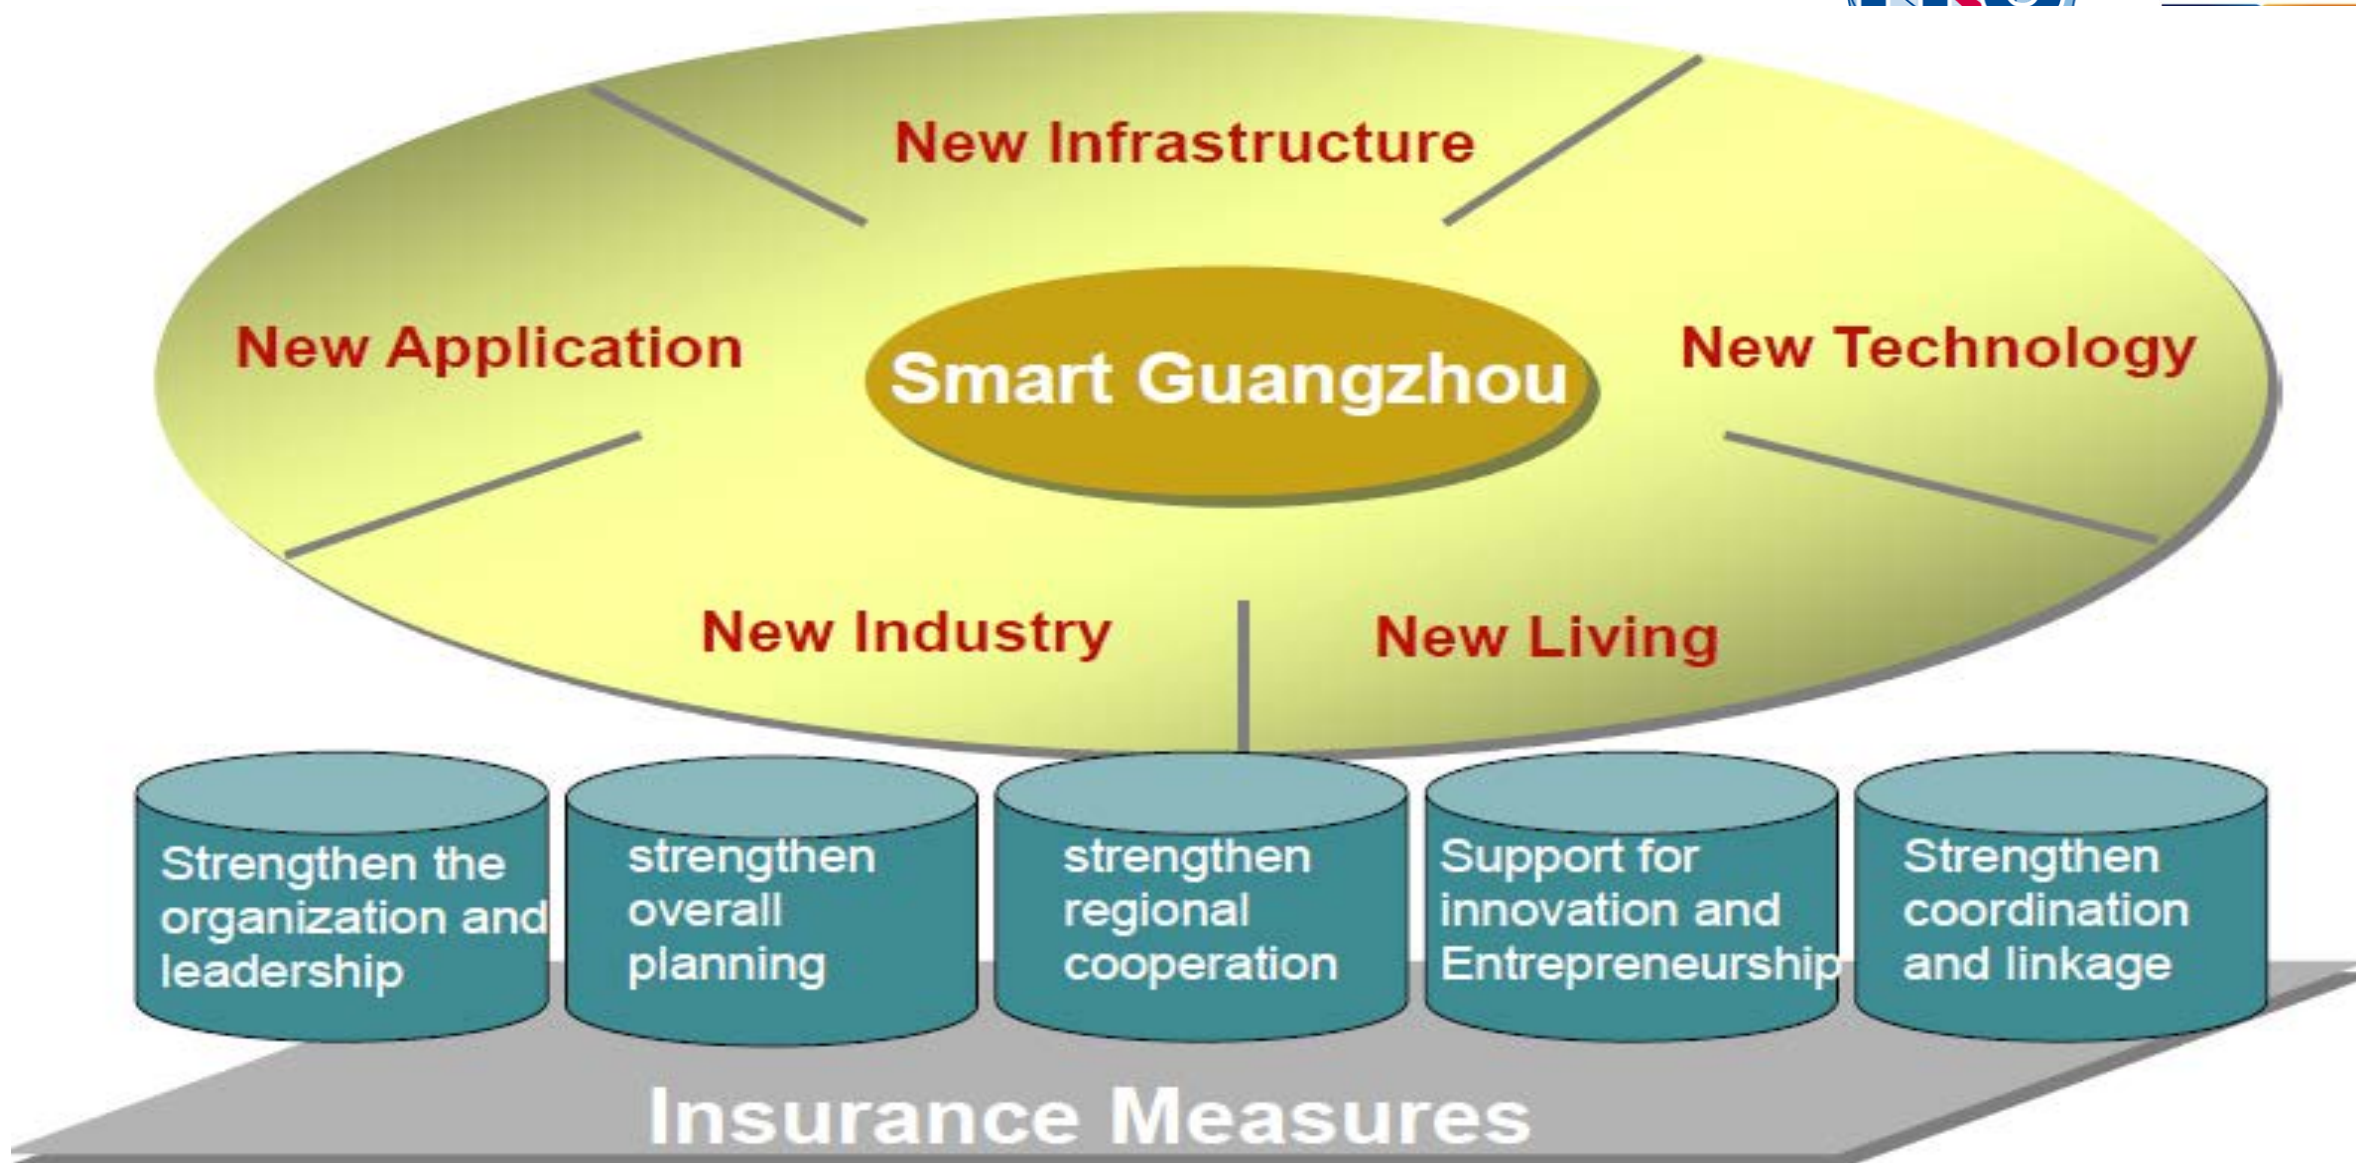 New Infrastructure
New Application
Smart Guangzhou
New Technology
New Industry
New Living
Strengthen the
organization and
leadership
strengthen
overall
planning
strengthen
regional
cooperation
Support for
innovation and
Entrepreneurship
Strengthen
coordination
and linkage
Insurance Measures